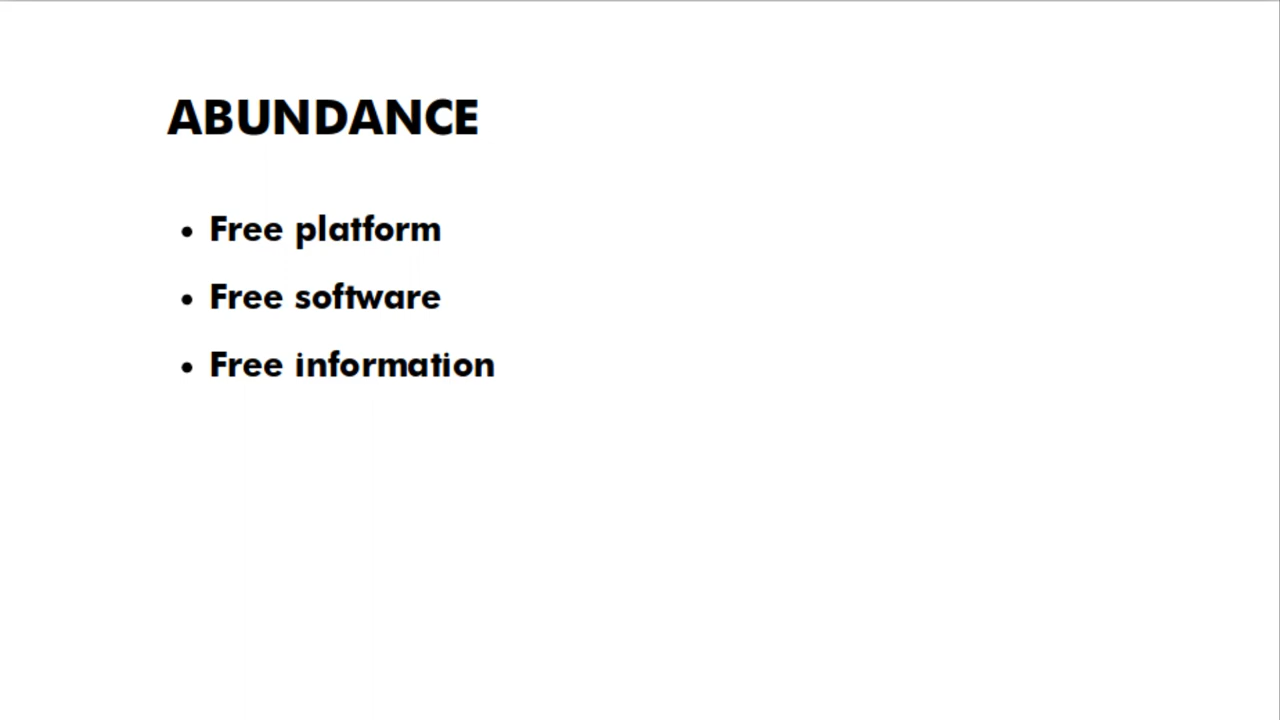 ABUNDANCE
• Free platform
• Free software
• Free information